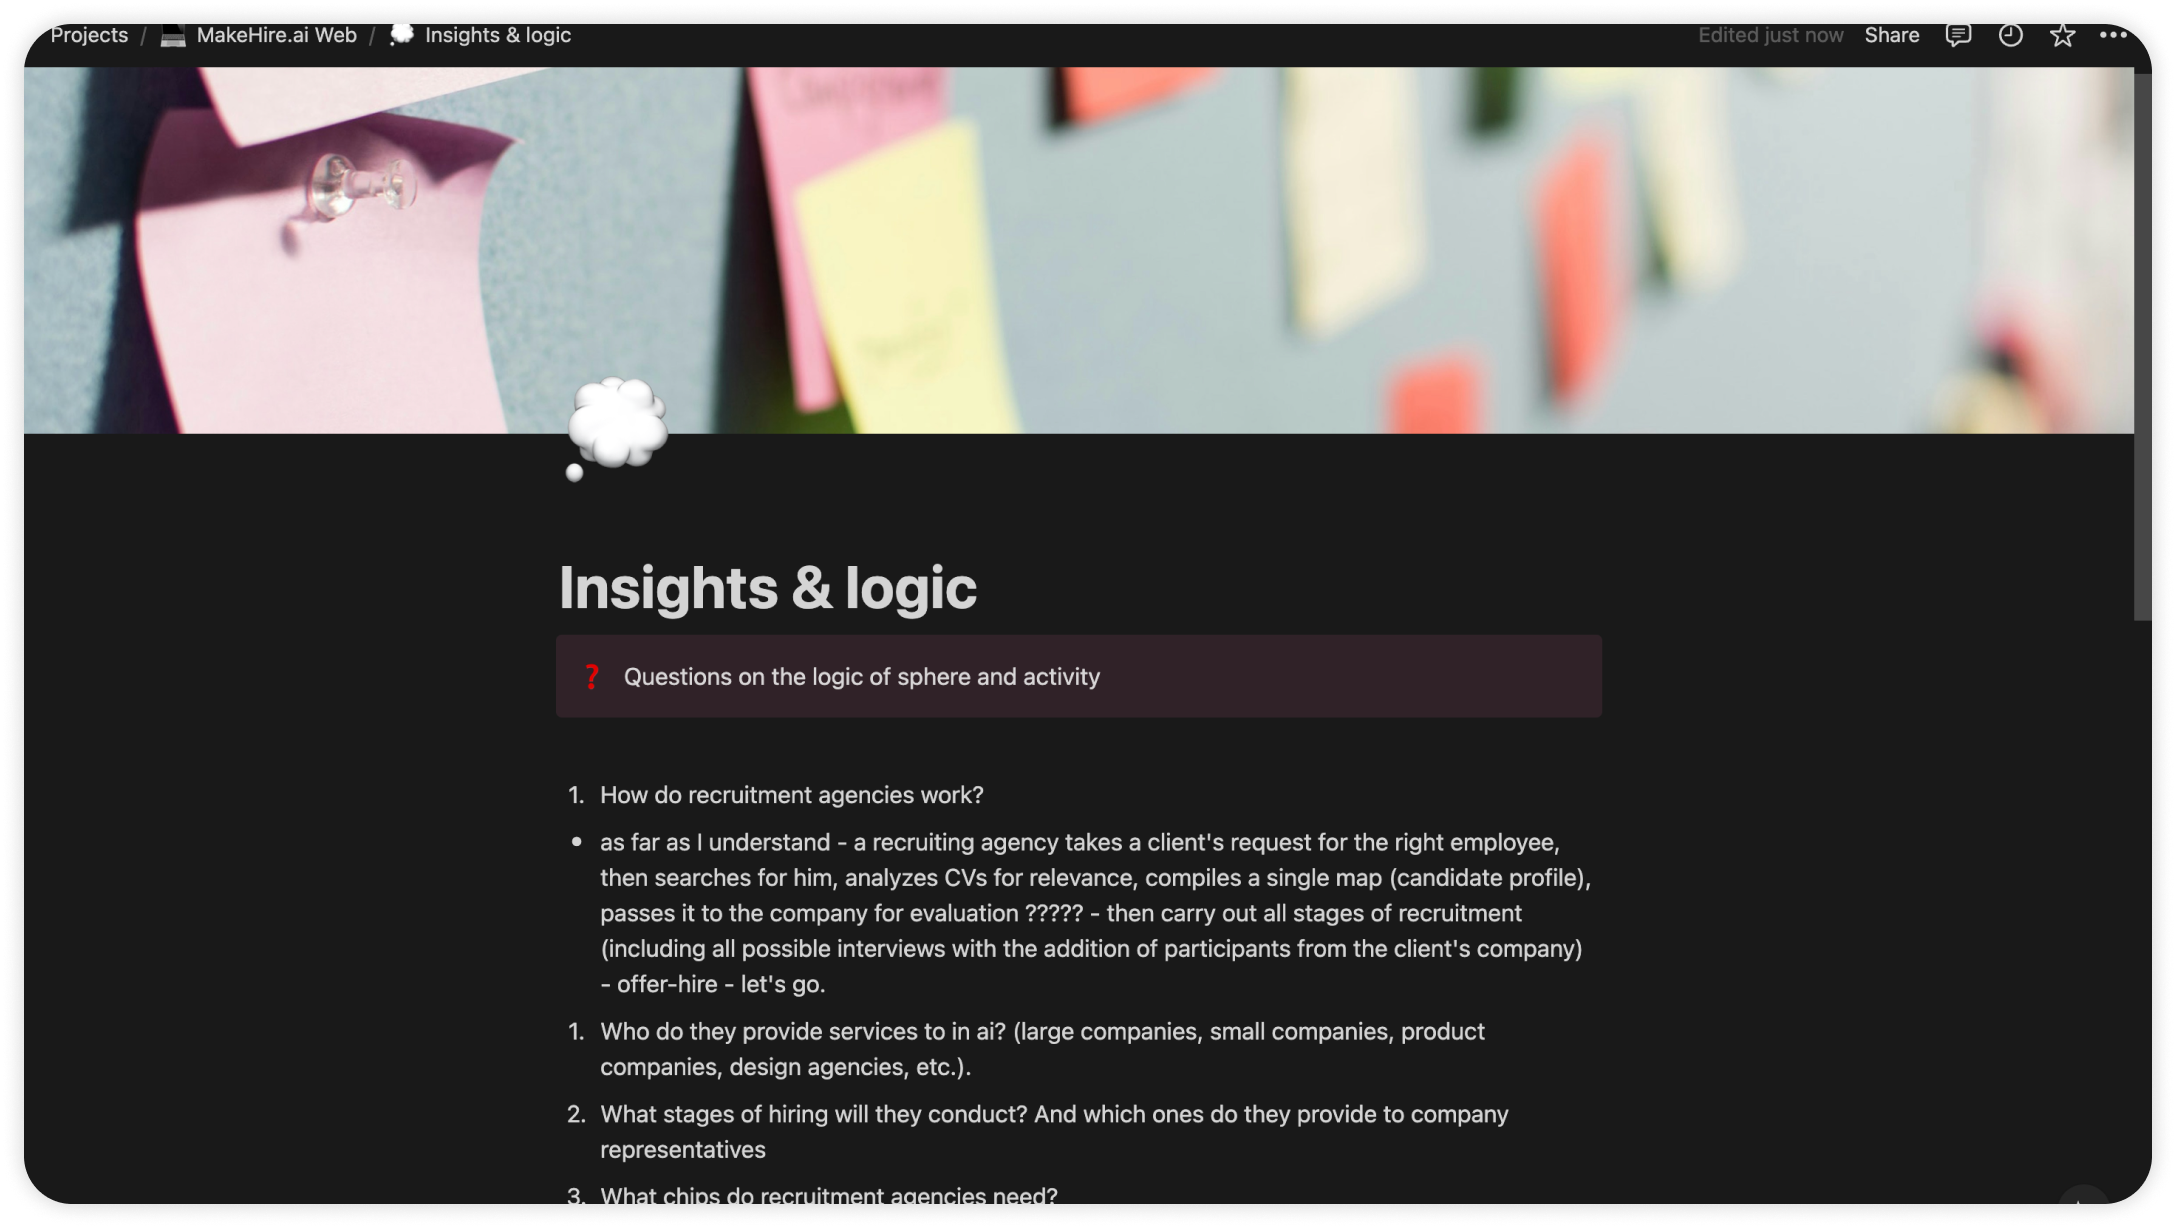 Projects / MakeHire.ai Web / Insights & logic
Edited just now Share
Insights & logic
? Questions on the logic of sphere and activity
1. How do recruitment agencies work?
• as far as I understand - a recruiting agency takes a client's request for the right employee,
then searches for him, analyzes CVs for relevance, compiles a single map (candidate profile),
passes it to the company for evaluation ????? - then carry out all stages of recruitment
(including all possible interviews with the addition of participants from the client's company)
- offer-hire - let's go.
1. Who do they provide services to in ai? (large companies, small companies, product
companies, design agencies, etc.).
2. What stages of hiring will they conduct? And which ones do they provide to company
representatives
3. What chips do recruitment agencies need?